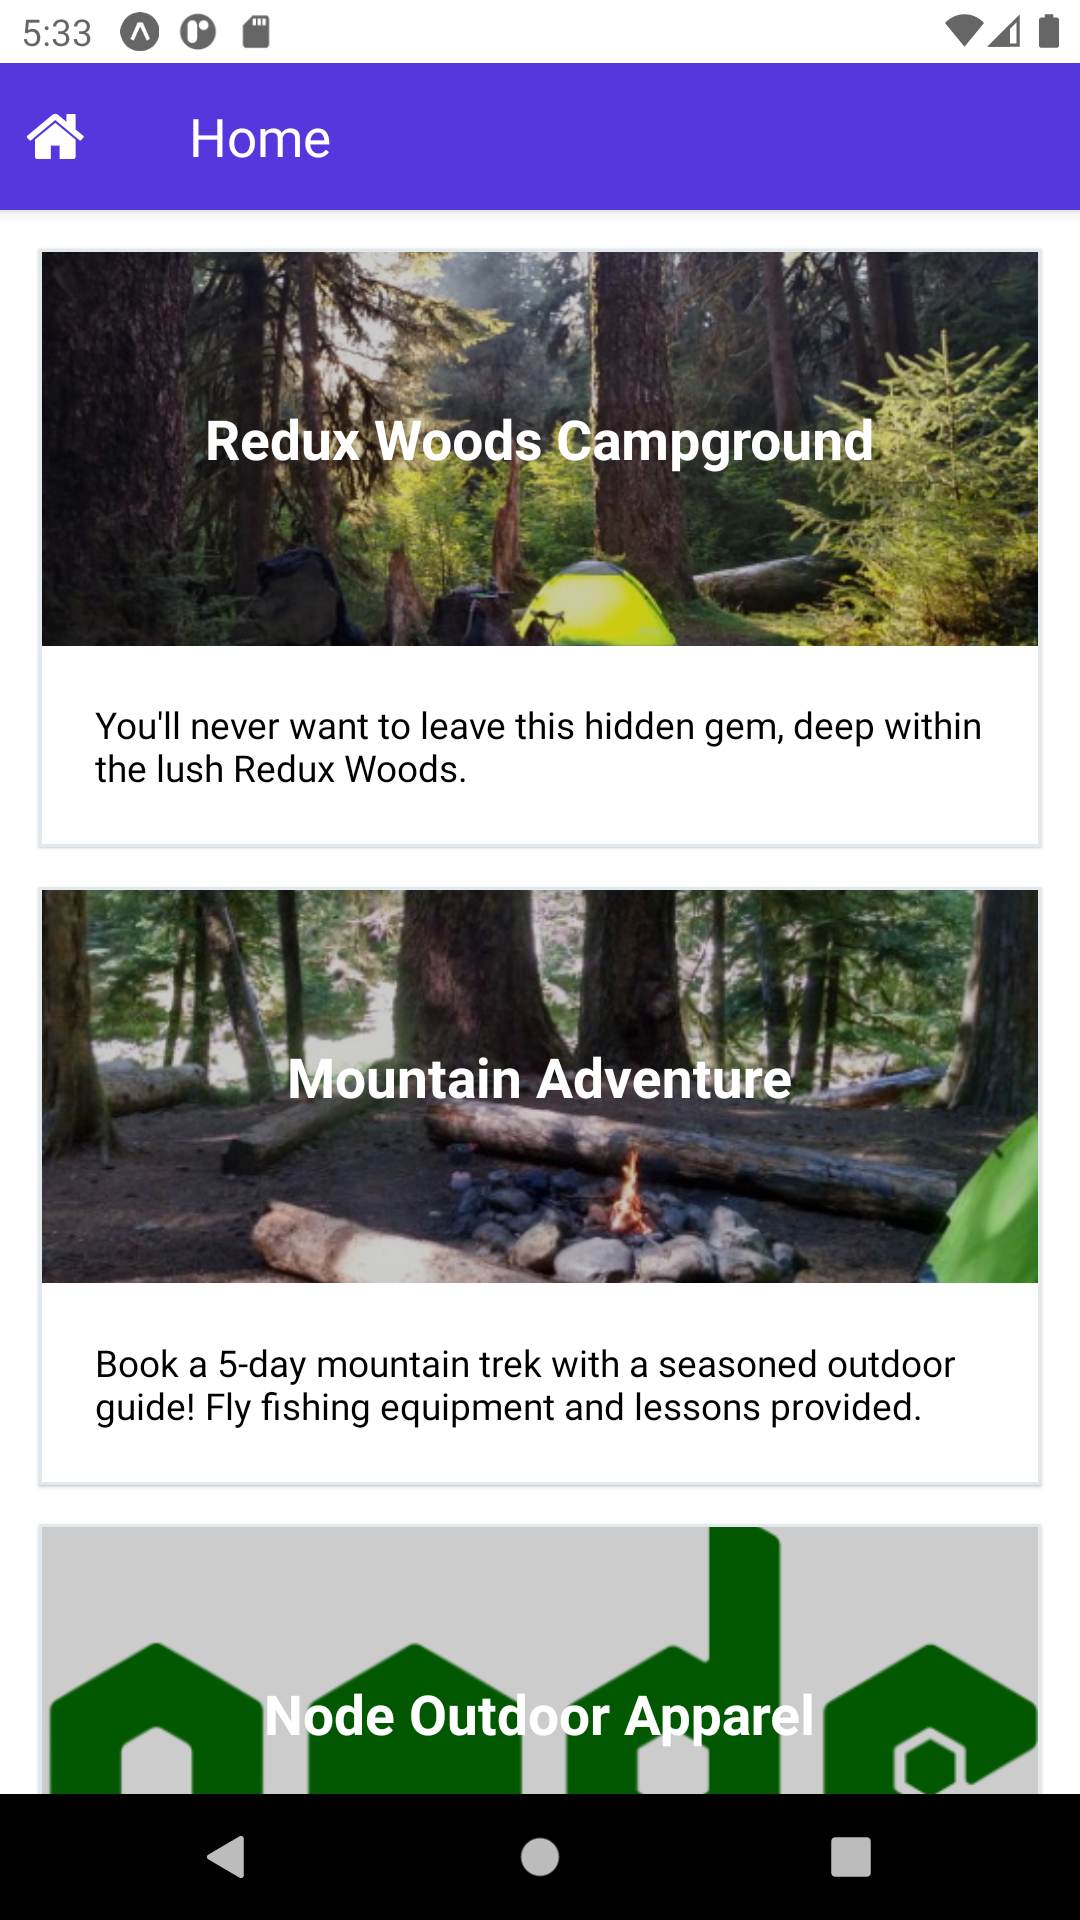 5:33
Home
Redux Woods Campground
You'll never want to leave this hidden gem, deep within
the lush Redux Woods.
Mountain Adventure
Book a 5-day mountain trek with a seasoned outdoor
guide! Fly fishing equipment and lessons provided.
node
Node Outdoor Apparel